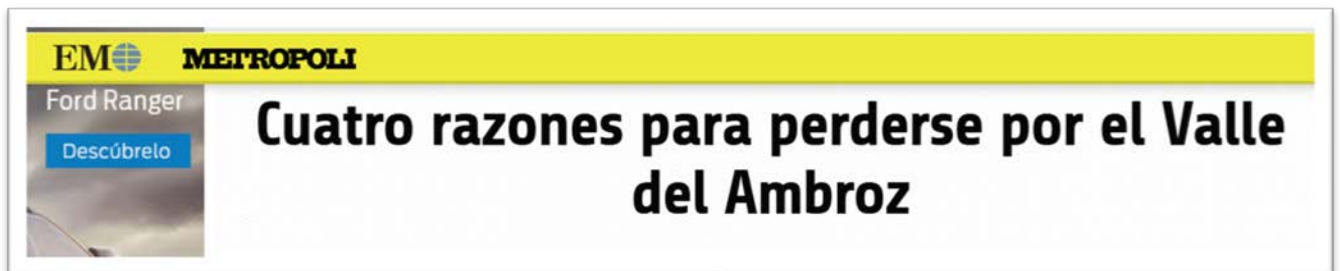 EM METROPOLI
Ford Ranger
Descúbrelo
Cuatro razones para perderse por el Valle
del Ambroz